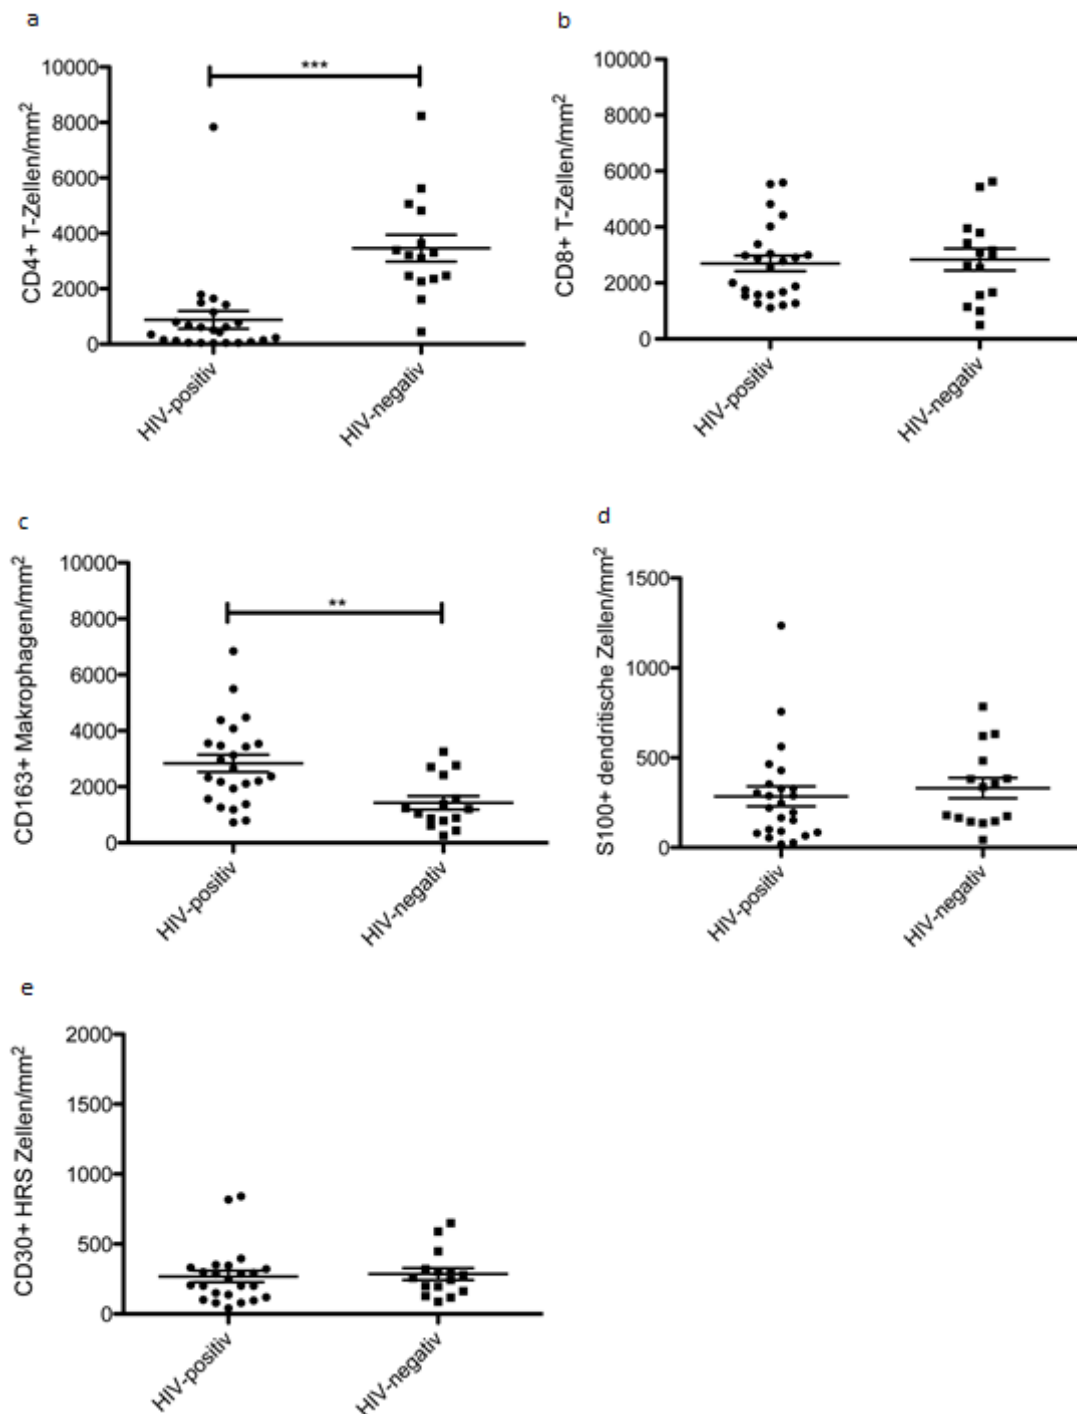 a
CD4+ T-Zellen/mm²
10000
8000
6000
4000
2000
0
***
HIV-positiv
HIV-negativ
b
CD8+ T-Zellen/mm²
10000
8000
6000
4000
2000
0
HIV-positiv
HIV-negativ
c
CD163+ Makrophagen/mm²
10000
8000
6000
4000
2000
0
**
HIV-positiv
HIV-negativ
d
S100+ dendritische Zellen/mm²
1500
1000
500
0
HIV-positiv
HIV-negativ
e
CD30+ HRS Zellen/mm²
2000
1500
1000
500
0
HIV-positiv
HIV-negativ